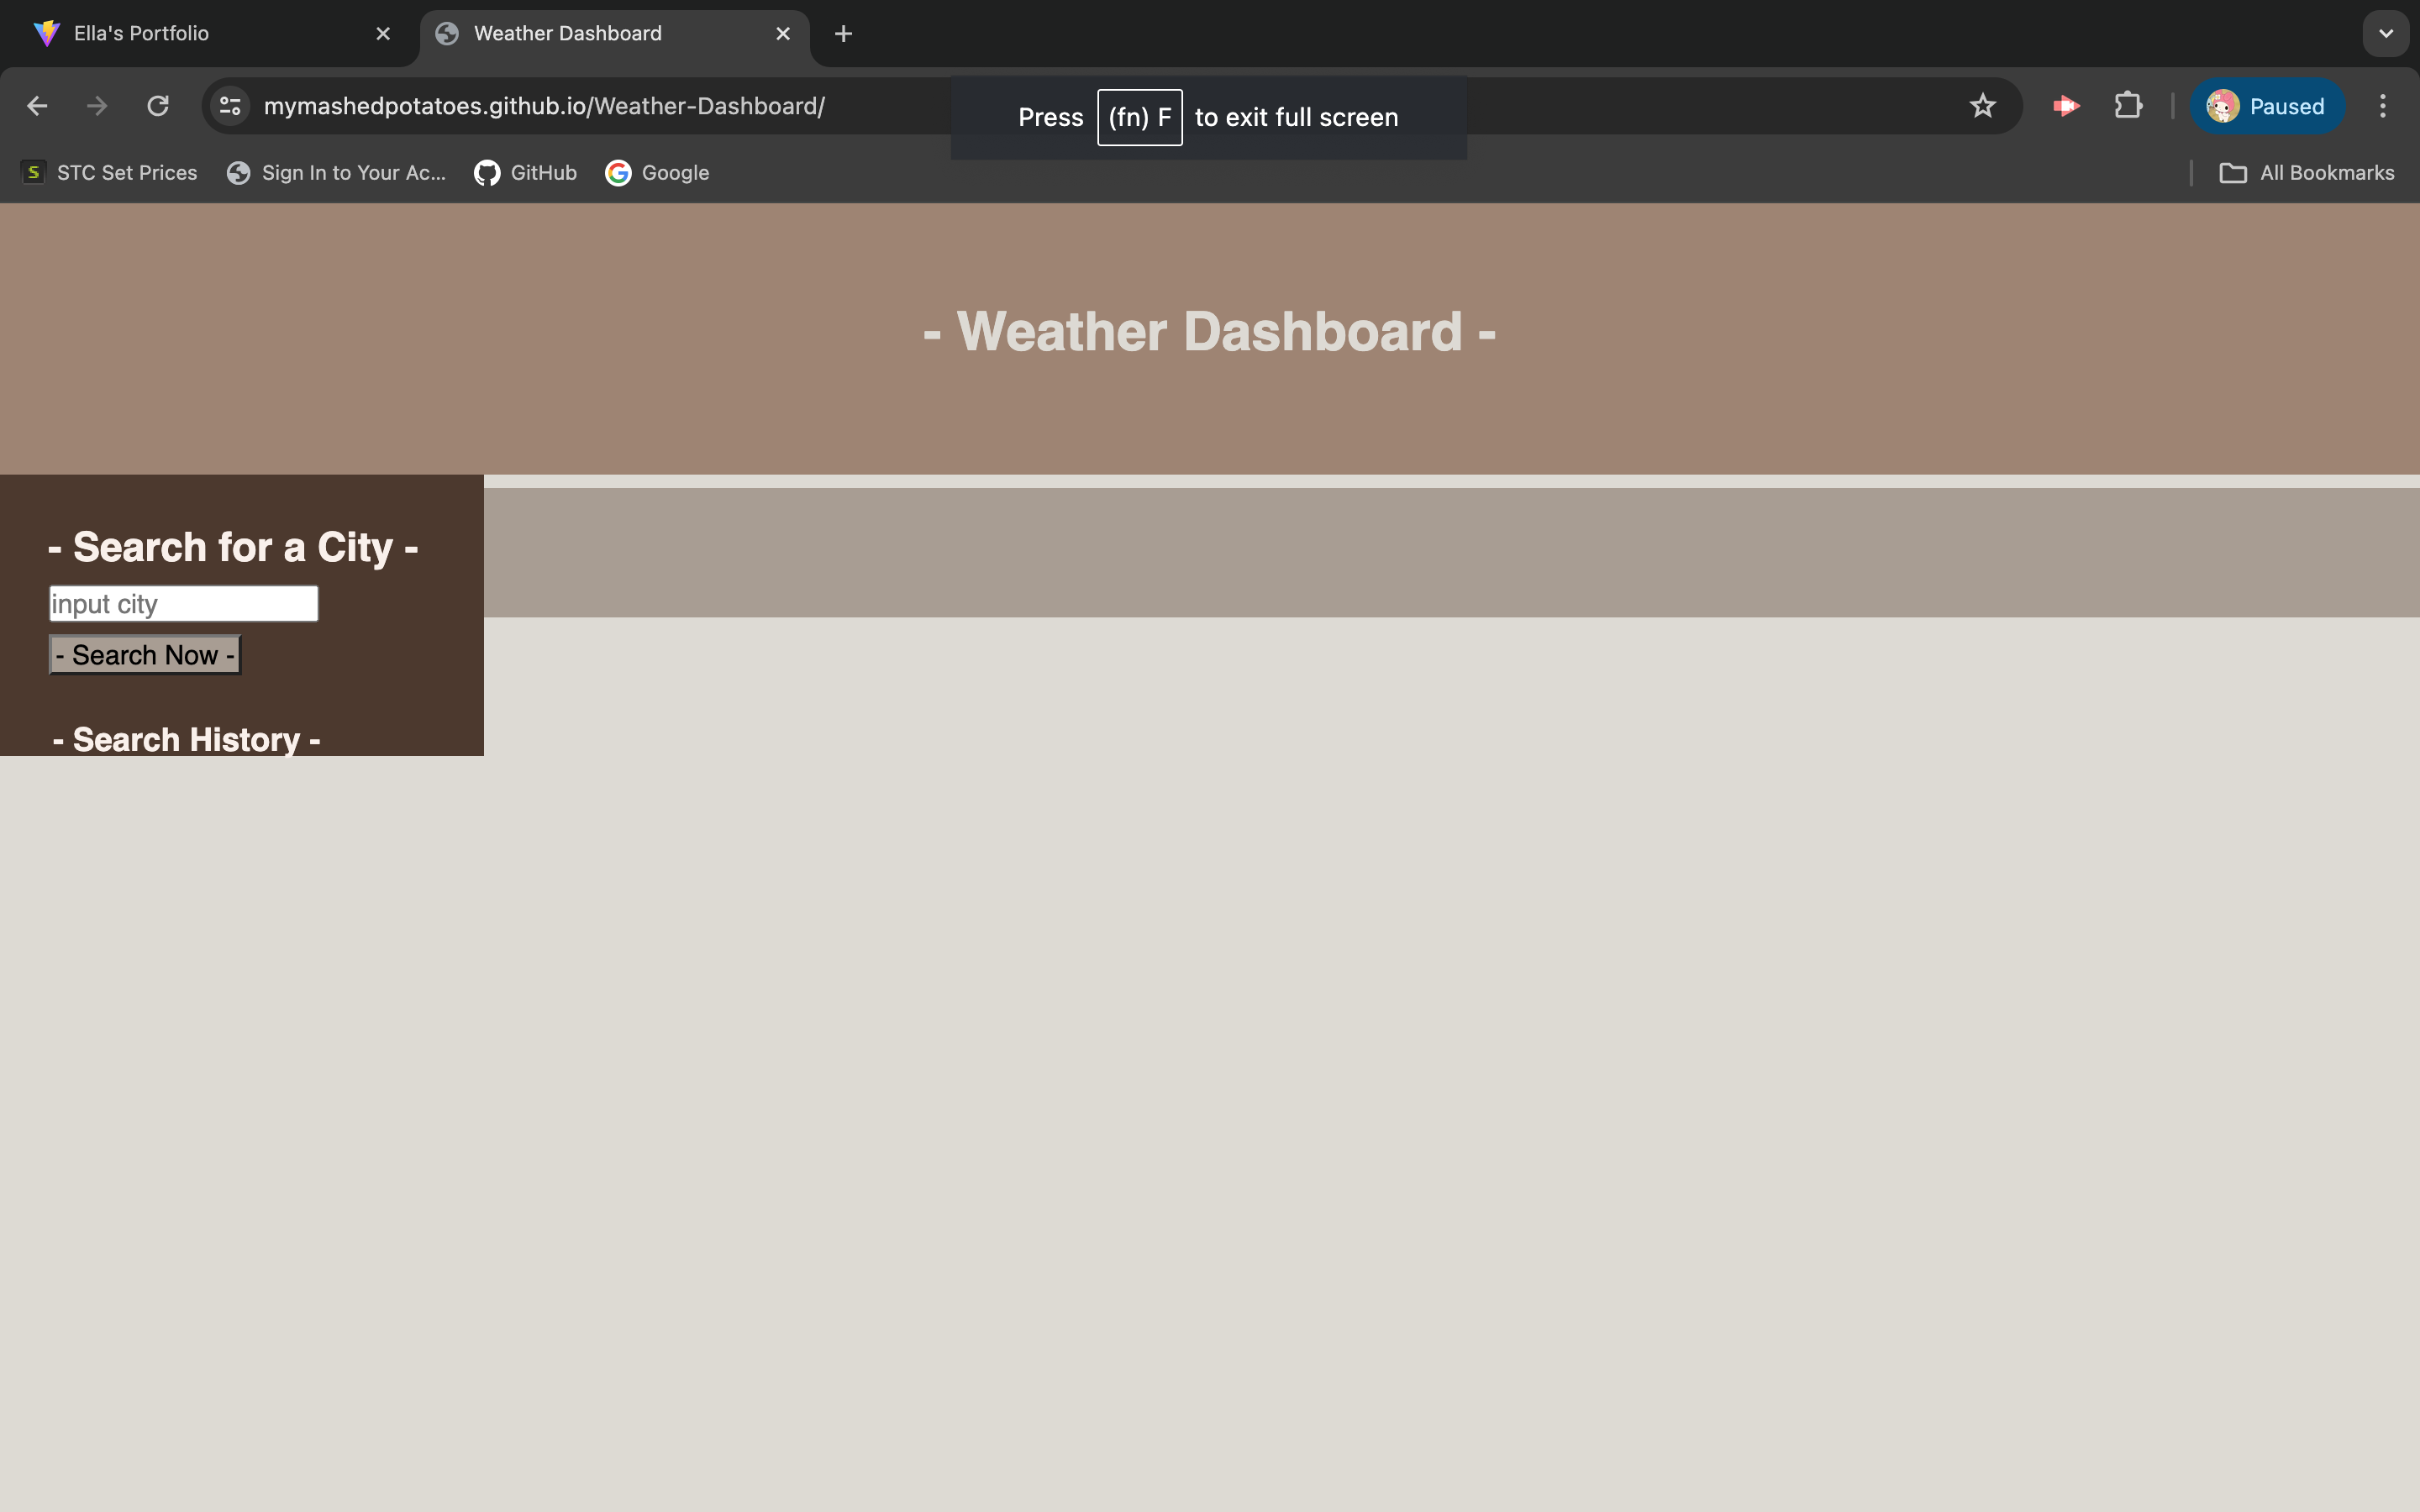 Ella's Portfolio
Weather Dashboard
mymashedpotatoes.github.io/Weather-Dashboard/
Press (fn) F to exit full screen
Paused
S STC Set Prices
Sign In to Your Ac...
GitHub
G Google
All Bookmarks
- Weather Dashboard -
- Search for a City -
input city
- Search Now -
- Search History -